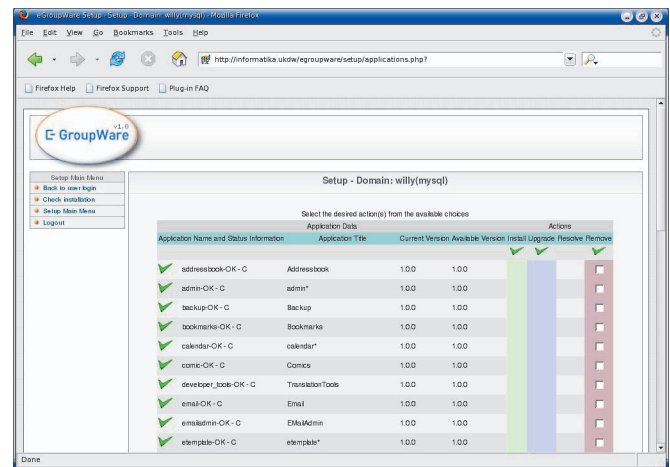 eGroupWare Setup - Setup - Domain: willy(mysql) - Mozilla Firefox
File Edit View Go Bookmarks Tools Help
http://informatika.ukdw/egroupware/setup/applications.php?
Firefox Help Firefox Support Plug-in FAQ
E-GroupWare v1.0
Setup Main Menu
Back to user login
Check installation
Setup Main Menu
Logout
Setup - Domain: willy(mysql)
Select the desired action(s) from the available choices
Application Data Actions
Application Name and Status Information Application Title Current Version Available Version Install Upgrade Resolve Remove
addressbook-OK - C Addressbook 1.0.0 1.0.0
admin-OK - C admin* 1.0.0 1.0.0
backup-OK - C Backup 1.0.0 1.0.0
bookmarks-OK - C Bookmarks 1.0.0 1.0.0
calendar-OK - C calendar* 1.0.0 1.0.0
comic-OK - C Comics 1.0.0 1.0.0
developer_tools-OK - C TranslationTools 1.0.0 1.0.0
email-OK - C Email 1.0.0 1.0.0
emailadmin-OK - C EMailAdmin 1.0.0 1.0.0
etemplate-OK - C etemplate* 1.0.0 1.0.0
Done